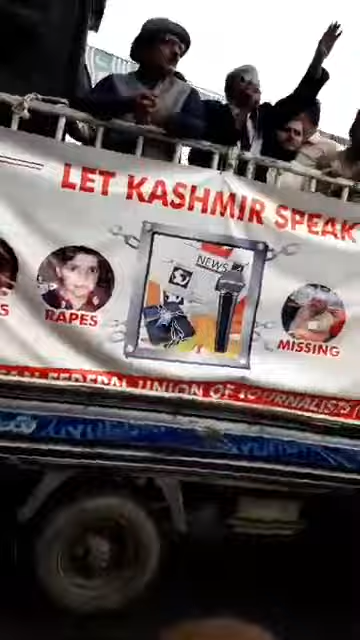 LET KASHMIR SPEAK
NEWS
RAPES
MISSING
FEDERAL UNION OF JOURNALISTS